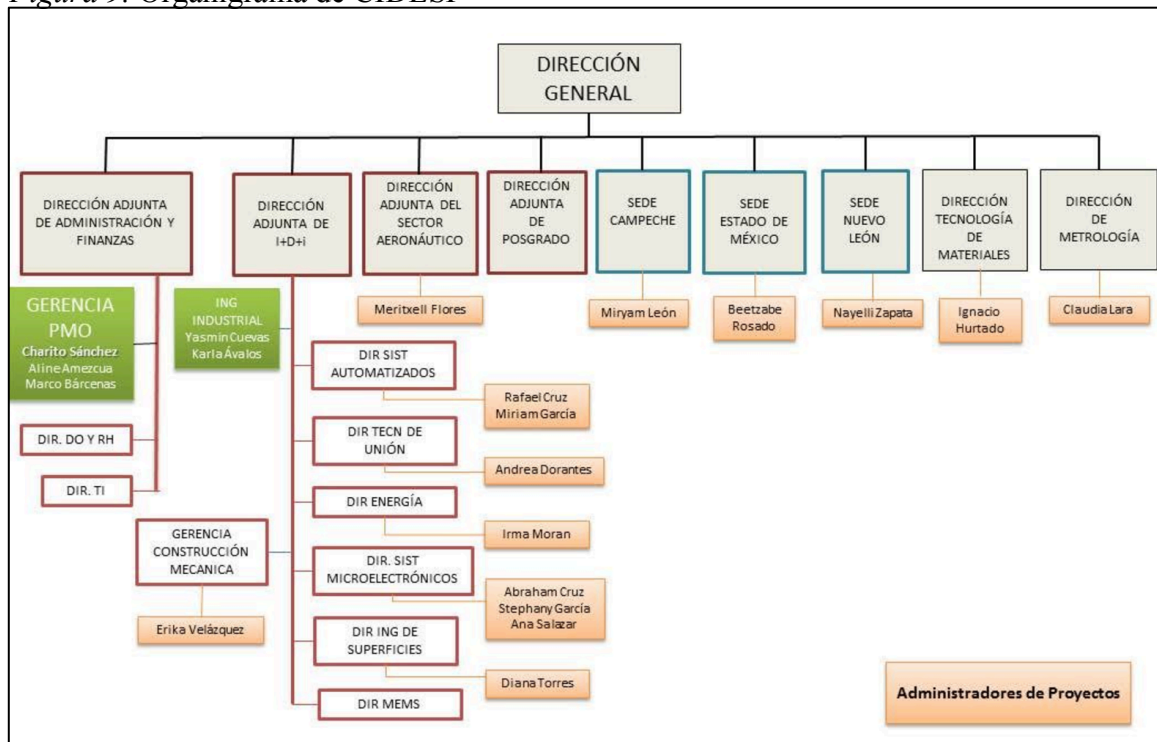 Figura 9. Organigrama de CIDESI
DIRECCIÓN
GENERAL
DIRECCIÓN ADJUNTA
DE ADMINISTRACIÓN Y
FINANZAS
DIRECCIÓN
ADJUNTA DE
I+D+i
DIRECCIÓN
ADJUNTA DEL
SECTOR
AERONÁUTICO
DIRECCIÓN
ADJUNTA
DE
POSGRADO
SEDE
CAMPECHE
SEDE
ESTADO DE
MÉXICO
SEDE
NUEVO
LEÓN
DIRECCIÓN
TECNOLOGÍA
DE
MATERIALES
DIRECCIÓN
DE
METROLOGÍA
GERENCIA
PMO
Charito Sánchez
Aline Amezcua
Marco Bárcenas
ING
INDUSTRIAL
Yasmin Cuevas
Karla Ávalos
Meritxell Flores
Miryam León
Beetzabe
Rosado
Nayelli Zapata
Ignacio
Hurtado
Claudia Lara
DIR SIST
AUTOMATIZADOS
Rafael Cruz
Miriam García
DIR. DO Y RH
DIR TECN DE
UNIÓN
Andrea Dorantes
DIR. TI
DIR ENERGÍA
Irma Moran
GERENCIA
CONSTRUCCIÓN
MECANICA
DIR. SIST
MICROELECTRÓNICOS
Abraham Cruz
Stephany García
Ana Salazar
Erika Velázquez
DIR ING DE
SUPERFICIES
Diana Torres
DIR MEMS
Administradores de Proyectos